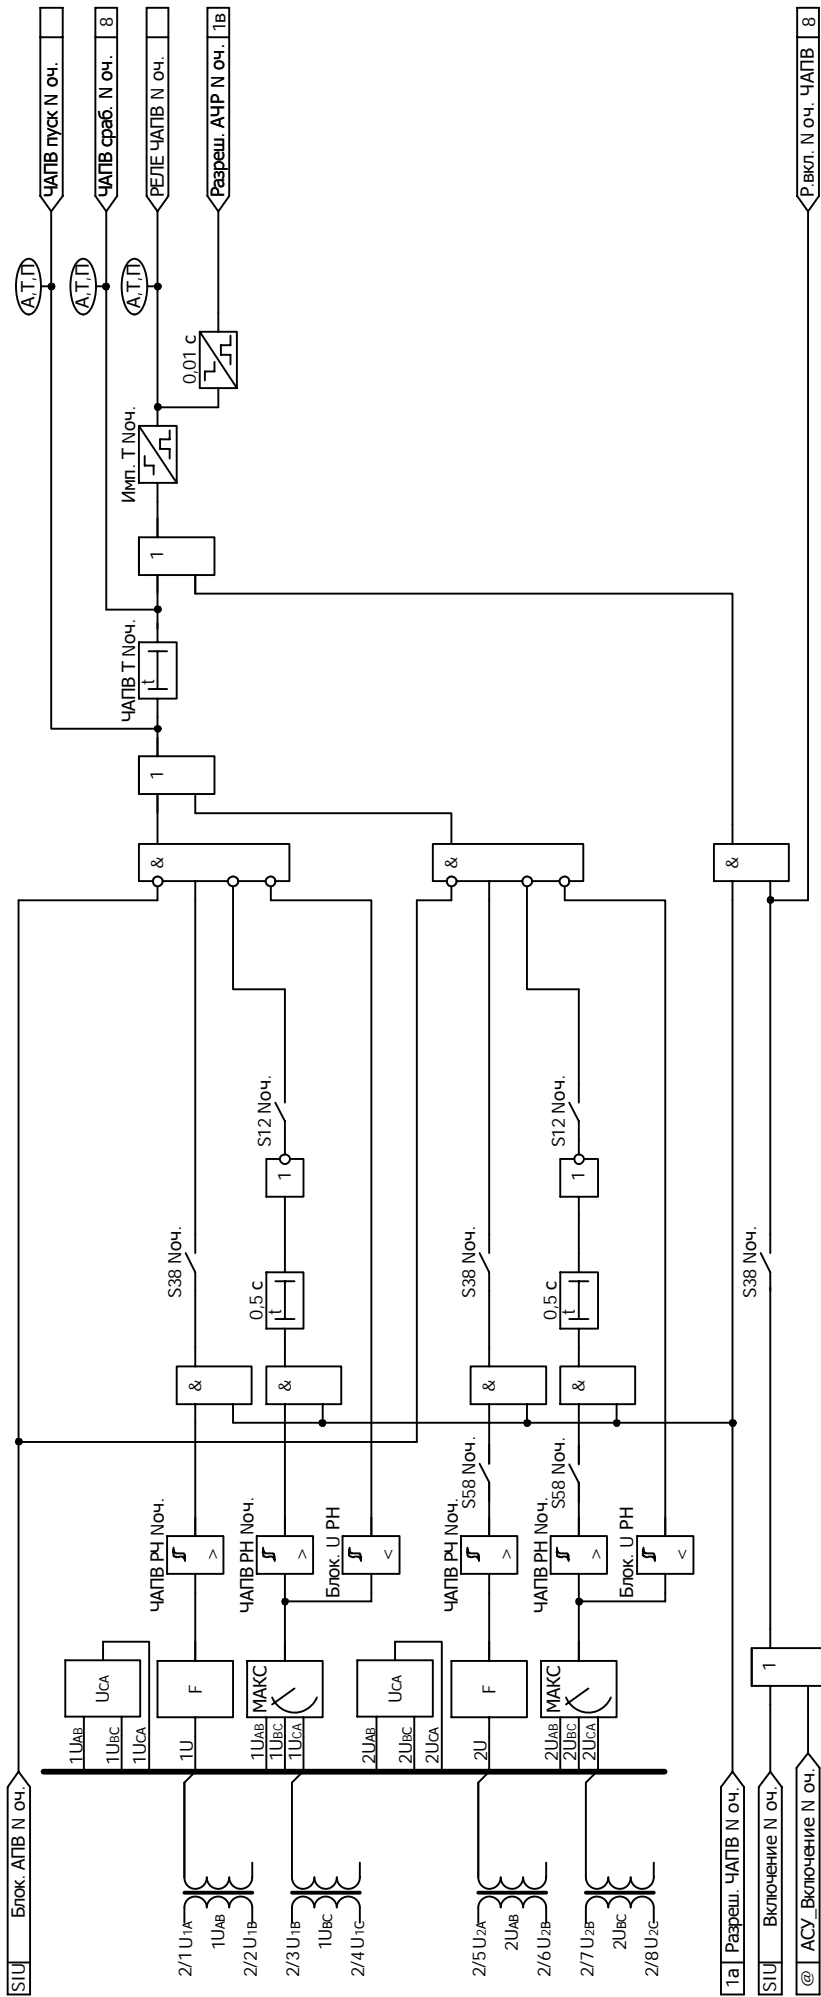 SIU Блок. АПВ N оч.
2/1 U1A
1UAB
2/2 U1B
2/3 U1B
1UBC
2/4 U1C
2/5 U2A
2UAB
2/6 U2B
2/7 U2B
2UBC
2/8 U2C
1а Разреш. ЧАПВ N оч.
SIU Включение N оч.
@ АСУ_Включение N оч.
1UAB
1UBC
1UCA
UCA
1U
F
1UAB
1UBC
1UCA
МАКС
2UAB
2UBC
2UCA
UCA
2U
F
2UAB
2UBC
2UCA
МАКС
1
ЧАПВ РЧ Nоч.
>
ЧАПВ РН Nоч.
>
Блок. U РН
<
ЧАПВ РЧ Nоч.
>
ЧАПВ РН Nоч.
>
Блок. U РН
<
S58 Nоч.
S58 Nоч.
&
&
&
&
S38 Nоч.
0,5 с
t
S38 Nоч.
0,5 с
t
S38 Nоч.
1
S12 Nоч.
1
S12 Nоч.
&
&
&
1
ЧАПВ Т Nоч.
t
1
Имп. Т Nоч.
0,01 с
А,Т,П
А,Т,П
А,Т,П
ЧАПВ пуск N оч.
ЧАПВ сраб. N оч. 8
РЕЛЕ ЧАПВ N оч.
Разреш. АЧР N оч. 1в
Р.вкл. N оч. ЧАПВ 8